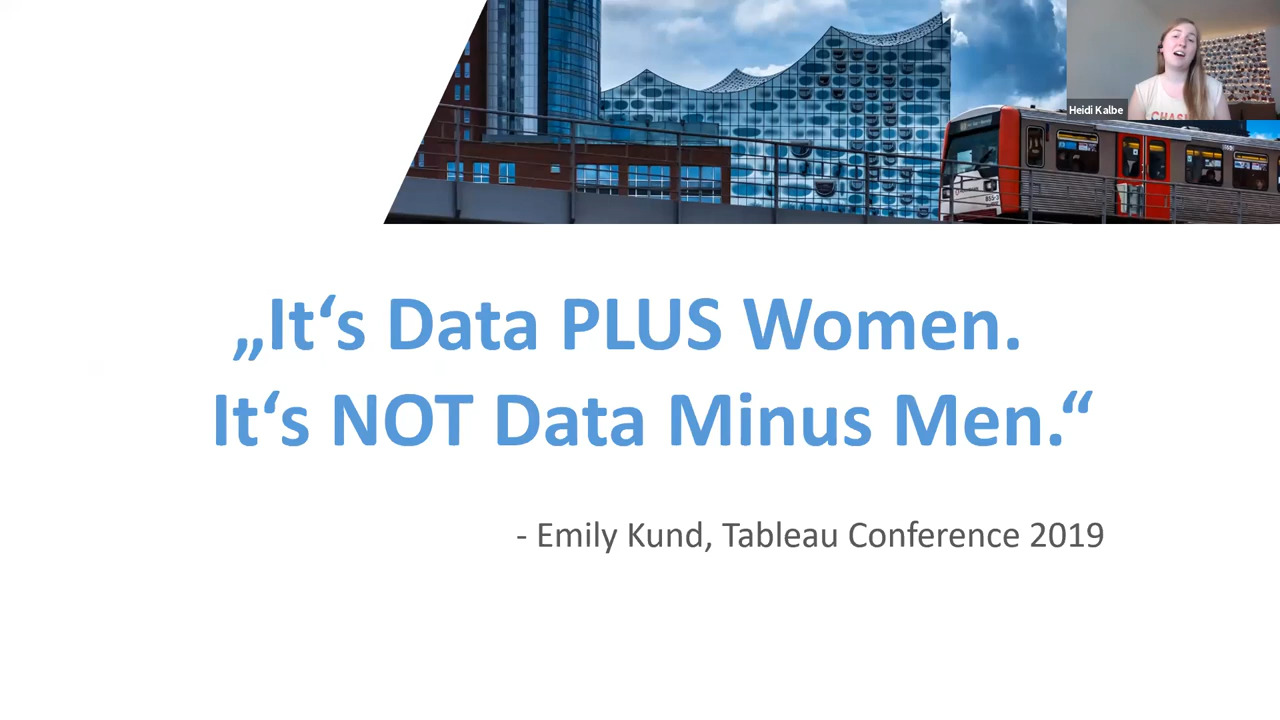 Heidi Kalbe
„It‘s Data PLUS Women.
It‘s NOT Data Minus Men.“
- Emily Kund, Tableau Conference 2019